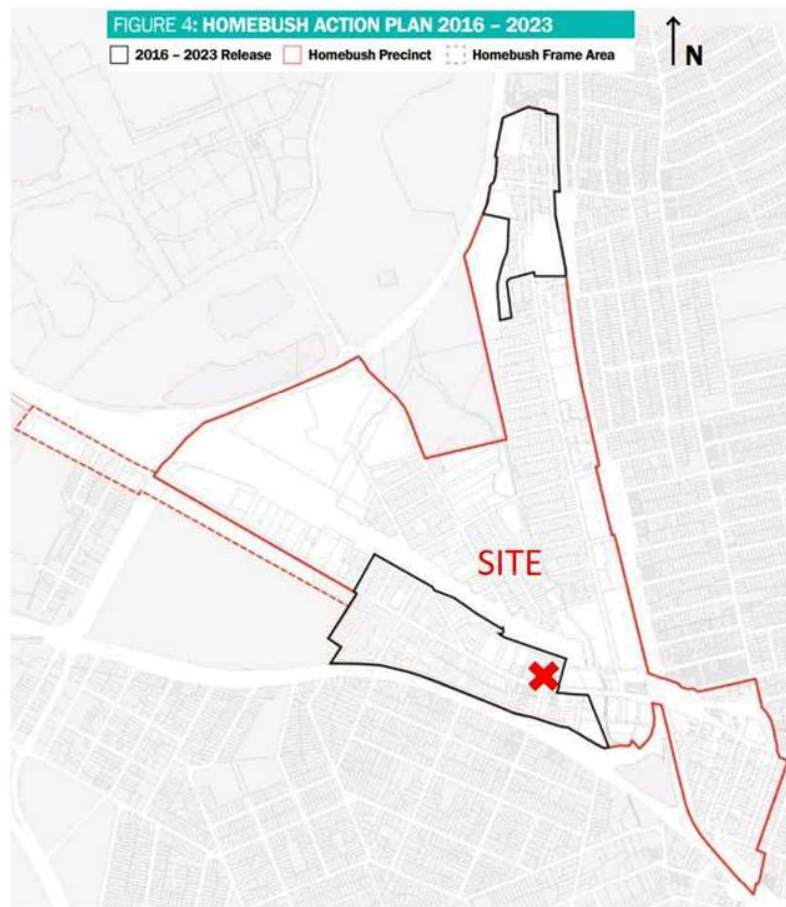 FIGURE 4: HOMEBUSH ACTION PLAN 2016 – 2023
2016 – 2023 Release Homebush Precinct Homebush Frame Area
N
SITE